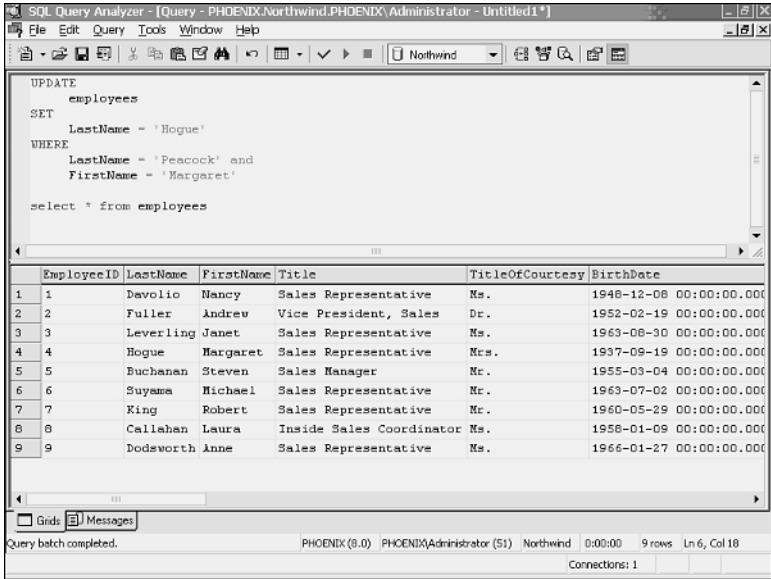 SQL Query Analyzer - [Query - PHOENIX.Northwind.PHOENIX\Administrator - Untitled1*]
File Edit Query Tools Window Help
Northwind
UPDATE
employees
SET
LastName = 'Hogue'
WHERE
LastName = 'Peacock' and
FirstName = 'Margaret'
select * from employees
EmployeeID LastName FirstName Title TitleOfCourtesy BirthDate
1 1 Davolio Nancy Sales Representative Ms. 1948-12-08 00:00:00.000
2 2 Fuller Andrew Vice President, Sales Dr. 1952-02-19 00:00:00.000
3 3 Leverling Janet Sales Representative Ms. 1963-08-30 00:00:00.000
4 4 Hogue Margaret Sales Representative Mrs. 1937-09-19 00:00:00.000
5 5 Buchanan Steven Sales Manager Mr. 1955-03-04 00:00:00.000
6 6 Suyama Michael Sales Representative Mr. 1963-07-02 00:00:00.000
7 7 King Robert Sales Representative Mr. 1960-05-29 00:00:00.000
8 8 Callahan Laura Inside Sales Coordinator Ms. 1958-01-09 00:00:00.000
9 9 Dodsworth Anne Sales Representative Ms. 1966-01-27 00:00:00.000
Grids Messages
Query batch completed. PHOENIX (8.0) PHOENIX\Administrator (51) Northwind 0:00:00 9 rows Ln 6, Col 18
Connections: 1